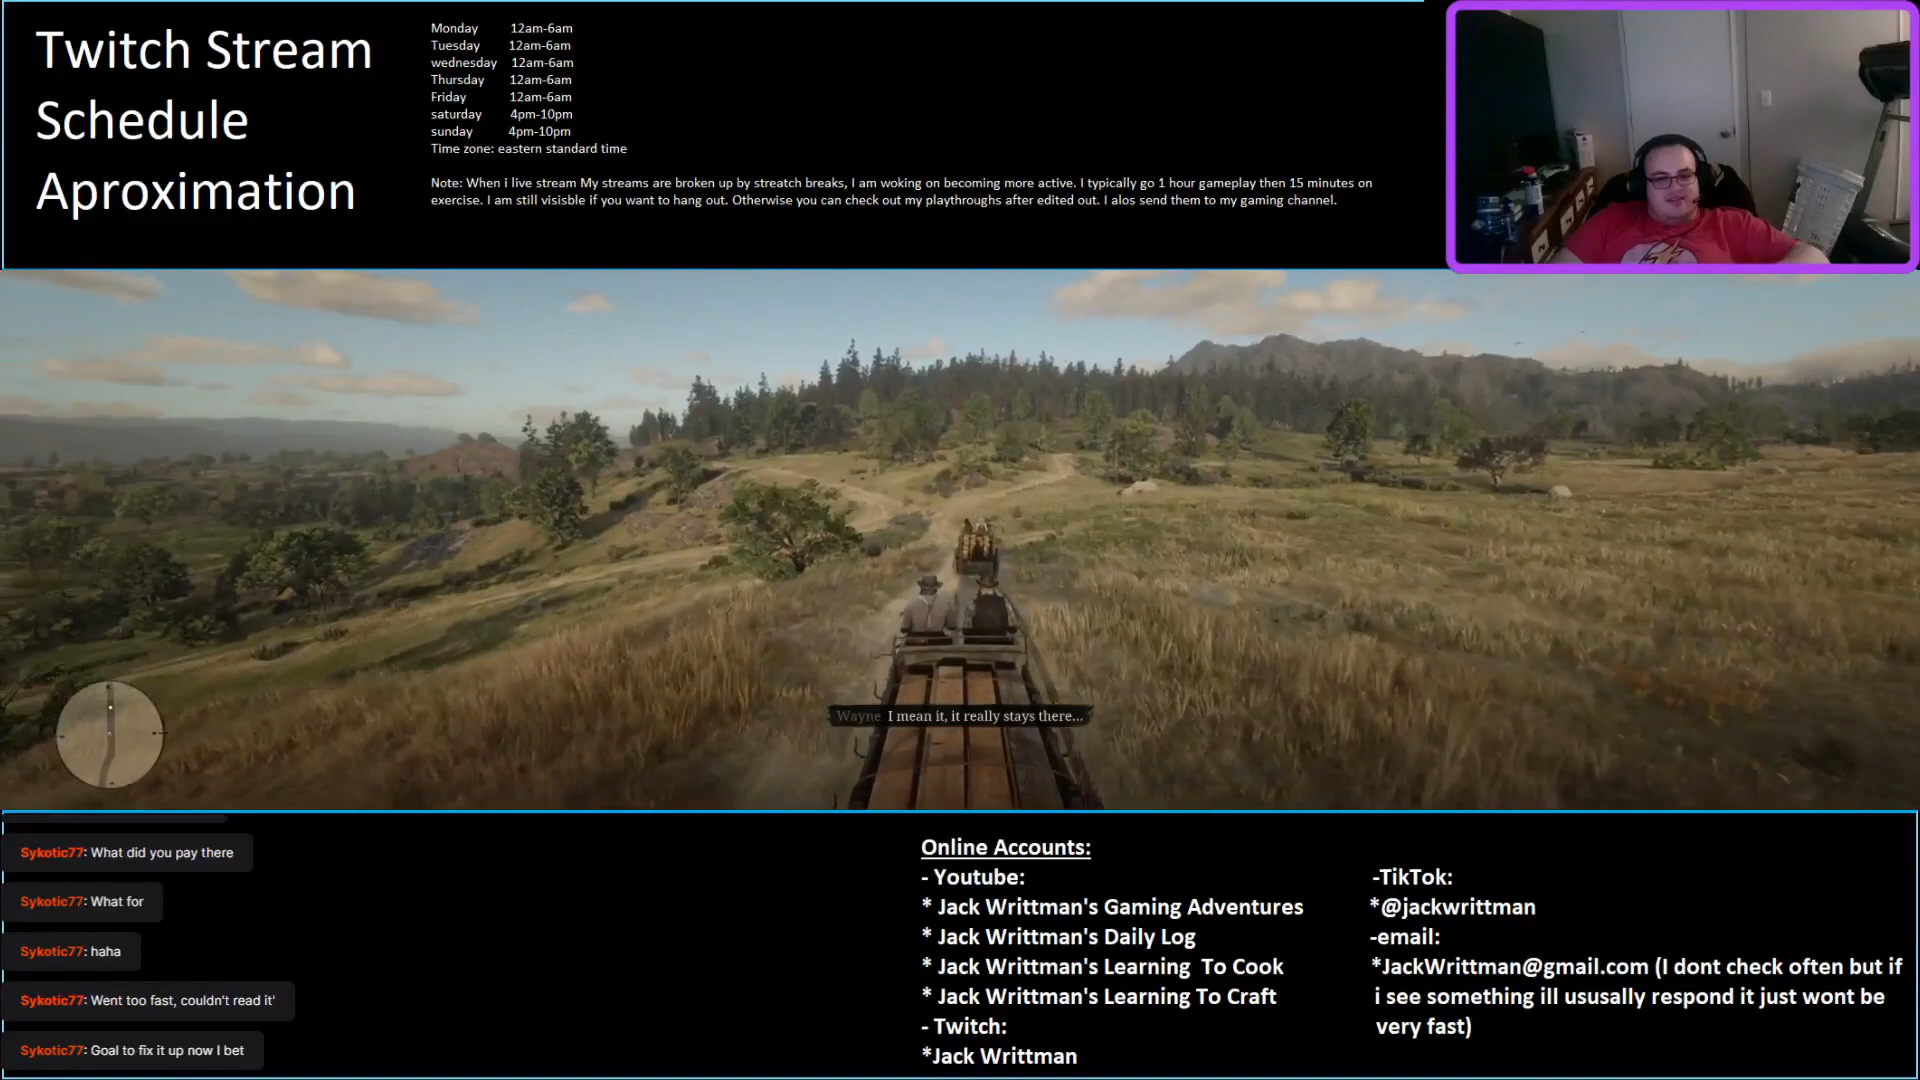 Twitch Stream
Schedule
Aproximation
Monday 12am-6am
Tuesday 12am-6am
wednesday 12am-6am
Thursday 12am-6am
Friday 12am-6am
saturday 4pm-10pm
sunday 4pm-10pm
Time zone: eastern standard time
Note: When i live stream My streams are broken up by streatch breaks, I am woking on becoming more active. I typically go 1 hour gameplay then 15 minutes on
exercise. I am still visisble if you want to hang out. Otherwise you can check out my playthroughs after edited out. I alos send them to my gaming channel.
Wayne I mean it, it really stays there...
Sykotic77: What did you pay there
Sykotic77: What for
Sykotic77: haha
Sykotic77: Went too fast, couldn't read it'
Sykotic77: Goal to fix it up now I bet
Online Accounts:
- Youtube:
* Jack Writtman's Gaming Adventures
* Jack Writtman's Daily Log
* Jack Writtman's Learning To Cook
* Jack Writtman's Learning To Craft
- Twitch:
*Jack Writtman
-TikTok:
*@jackwrittman
-email:
*JackWrittman@gmail.com (I dont check often but if
i see something ill ususally respond it just wont be
very fast)